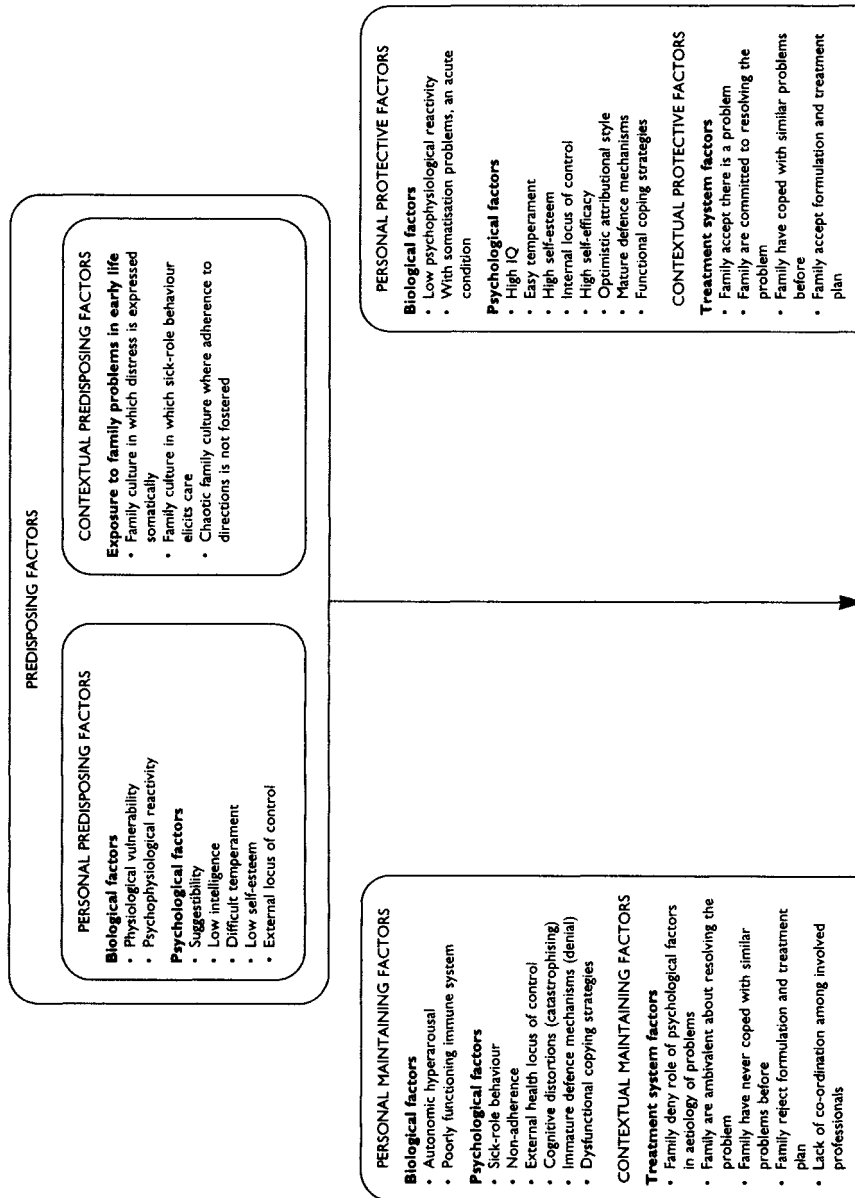 PREDISPOSING FACTORS
PERSONAL PREDISPOSING FACTORS
Biological factors
• Physiological vulnerability
• Psychophysiological reactivity
Psychological factors
• Suggestibility
• Low intelligence
• Difficult temperament
• Low self-esteem
• External locus of control
CONTEXTUAL PREDISPOSING FACTORS
Exposure to family problems in early life
• Family culture in which distress is expressed
somatically
• Family culture in which sick-role behaviour
elicits care
• Chaotic family culture where adherence to
directions is not fostered
PERSONAL MAINTAINING FACTORS
Biological factors
• Autonomic hyperarousal
• Poorly functioning immune system
Psychological factors
• Sick-role behaviour
• Non-adherence
• External health locus of control
• Cognitive distortions (catastrophising)
• Immature defence mechanisms (denial)
• Dysfunctional copying strategies
CONTEXTUAL MAINTAINING FACTORS
Treatment system factors
• Family deny role of psychological factors
in aetiology of problems
• Family are ambivalent about resolving the
problem
• Family have never coped with similar
problems before
• Family reject formulation and treatment
plan
• Lack of co-ordination among involved
professionals
PERSONAL PROTECTIVE FACTORS
Biological factors
• Low psychophysiological reactivity
• With somatisation problems, an acute
condition
Psychological factors
• High IQ
• Easy temperament
• High self-esteem
• Internal locus of control
• High self-efficacy
• Optimistic attributional style
• Mature defence mechanisms
• Functional coping strategies
CONTEXTUAL PROTECTIVE FACTORS
Treatment system factors
• Family accept there is a problem
• Family are committed to resolving the
problem
• Family have coped with similar problems
before
• Family accept formulation and treatment
plan